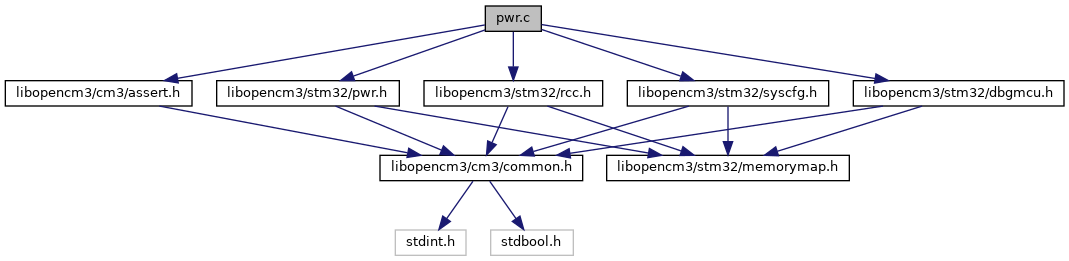 pwr.c
libopencm3/cm3/assert.h
libopencm3/stm32/pwr.h
libopencm3/stm32/rcc.h
libopencm3/stm32/syscfg.h
libopencm3/stm32/dbgmcu.h
libopencm3/cm3/common.h
libopencm3/stm32/memorymap.h
stdint.h
stdbool.h